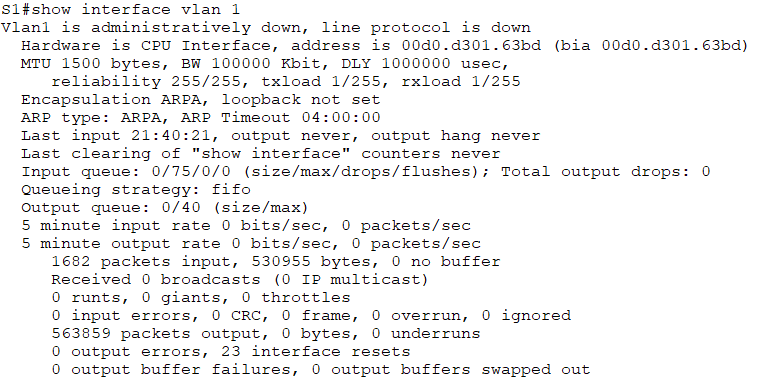 S1#show interface vlan 1
Vlan1 is administratively down, line protocol is down
Hardware is CPU Interface, address is 00d0.d301.63bd (bia 00d0.d301.63bd)
MTU 1500 bytes, BW 100000 Kbit, DLY 1000000 usec,
reliability 255/255, txload 1/255, rxload 1/255
Encapsulation ARPA, loopback not set
ARP type: ARPA, ARP Timeout 04:00:00
Last input 21:40:21, output never, output hang never
Last clearing of "show interface" counters never
Input queue: 0/75/0/0 (size/max/drops/flushes); Total output drops: 0
Queueing strategy: fifo
Output queue: 0/40 (size/max)
5 minute input rate 0 bits/sec, 0 packets/sec
5 minute output rate 0 bits/sec, 0 packets/sec
1682 packets input, 530955 bytes, 0 no buffer
Received 0 broadcasts (0 IP multicast)
0 runts, 0 giants, 0 throttles
0 input errors, 0 CRC, 0 frame, 0 overrun, 0 ignored
563859 packets output, 0 bytes, 0 underruns
0 output errors, 23 interface resets
0 output buffer failures, 0 output buffers swapped out